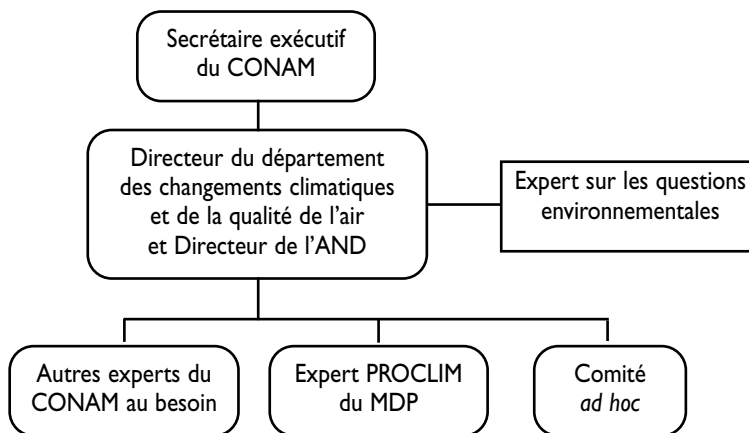 Secrétaire exécutif
du CONAM
Directeur du département
des changements climatiques
et de la qualité de l’air
et Directeur de l’AND
Expert sur les questions
environnementales
Autres experts du
CONAM au besoin
Expert PROCLIM
du MDP
Comité
ad hoc